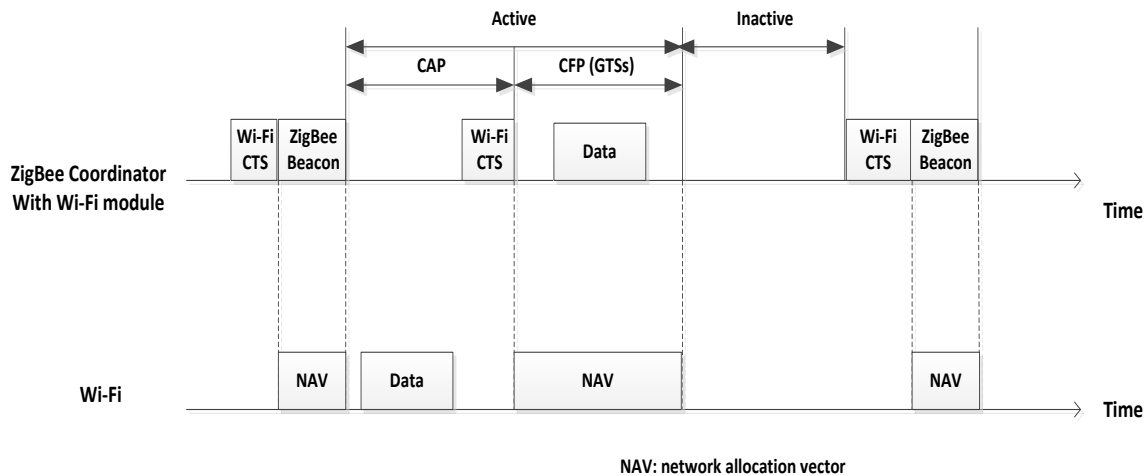 Active
Inactive
CAP
CFP (GTSs)
Wi-Fi
CTS
ZigBee
Beacon
Wi-Fi
CTS
Data
Wi-Fi
CTS
ZigBee
Beacon
ZigBee Coordinator
With Wi-Fi module
Time
NAV
Data
NAV
NAV
Wi-Fi
Time
NAV: network allocation vector